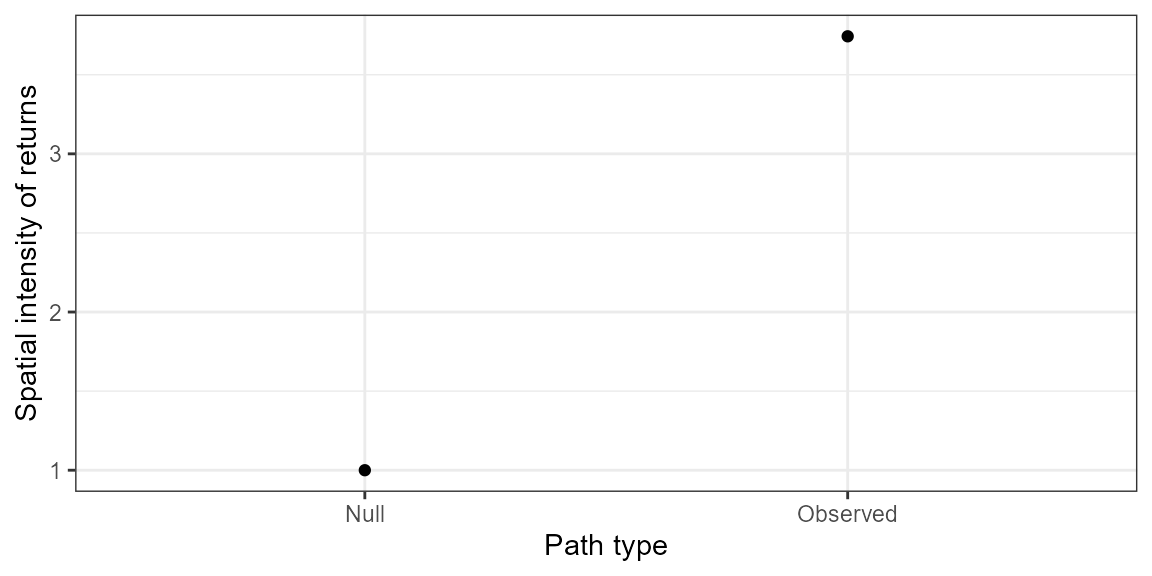 Spatial intensity of returns
3
2
1
Null Observed
Path type